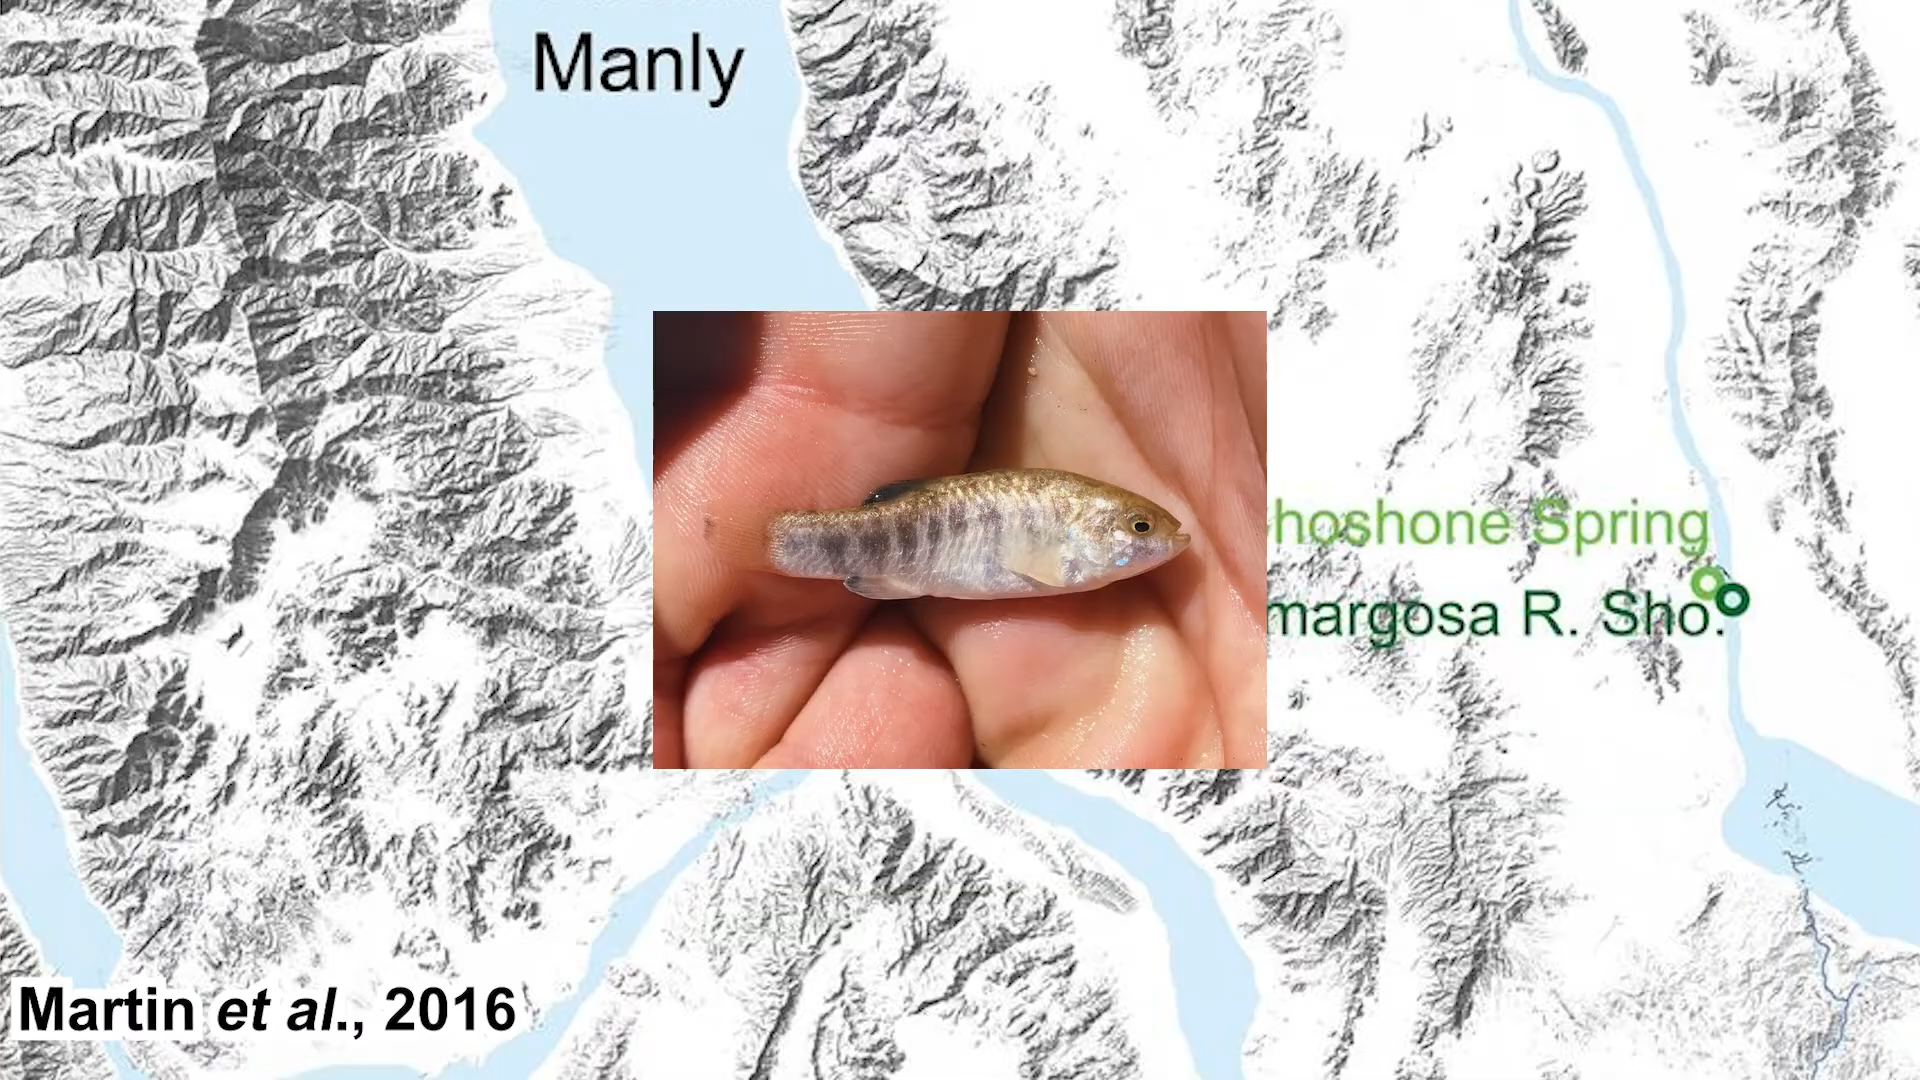 Manly
hoshone Spring
margosa R. Sho.
Martin et al., 2016